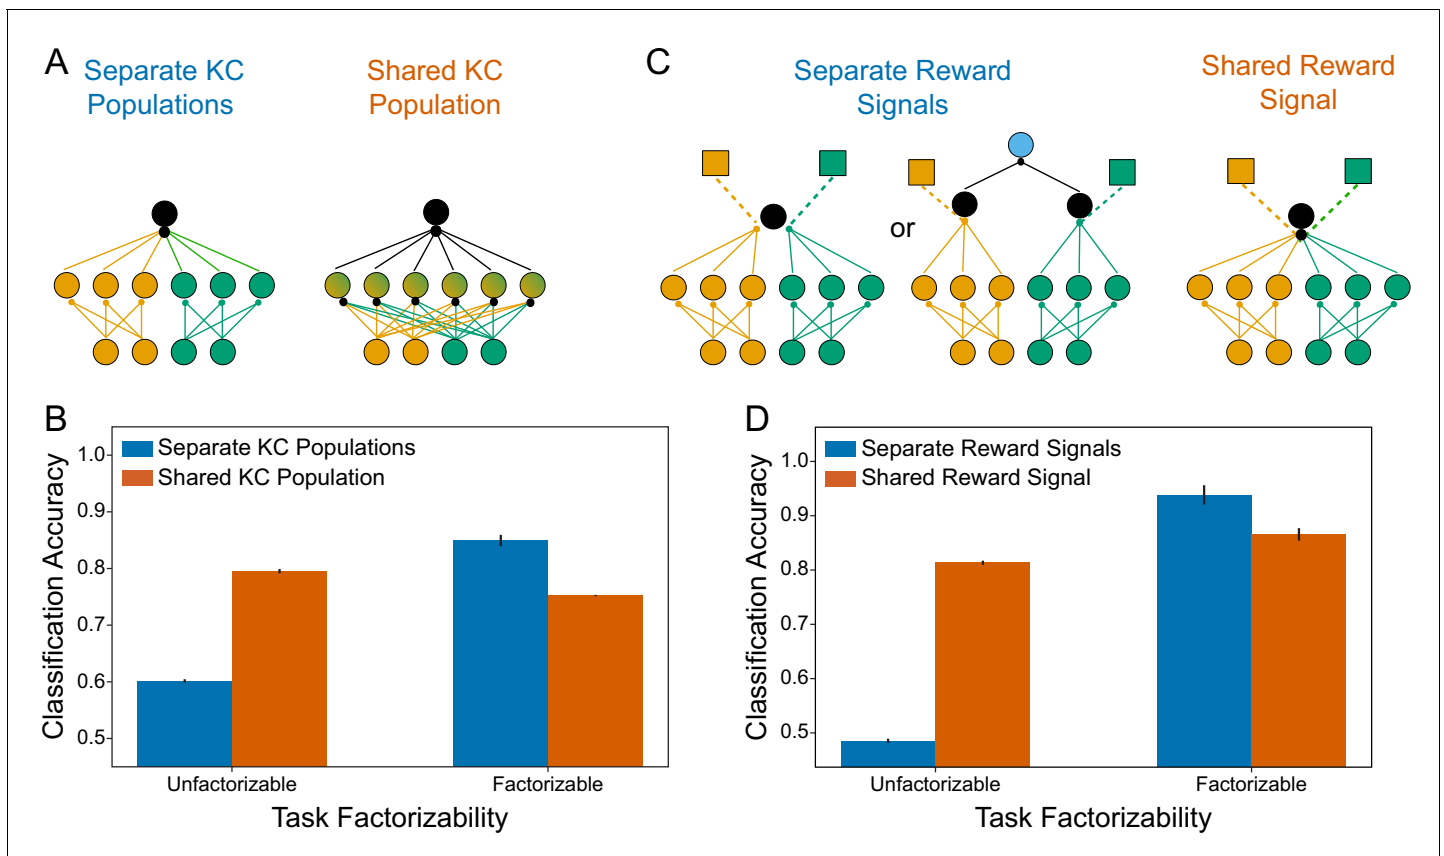 A
Separate KC
Populations
Shared KC
Population
C
Separate Reward
Signals
Shared Reward
Signal
or
B
Separate KC Populations
Shared KC Population
1.0
0.9
0.8
0.7
0.6
0.5
Classification Accuracy
Unfactorizable
Factorizable
Task Factorizability
D
Separate Reward Signals
Shared Reward Signal
1.0
0.9
0.8
0.7
0.6
0.5
Classification Accuracy
Unfactorizable
Factorizable
Task Factorizability